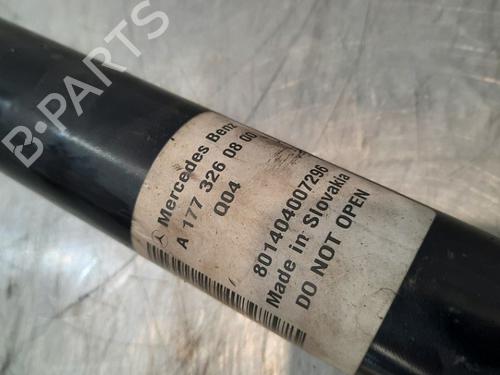 B-PARTS
Mercedes Benz
A 177 326 08 00
Q04
801404007296
Made in Slovakia
DO NOT OPEN